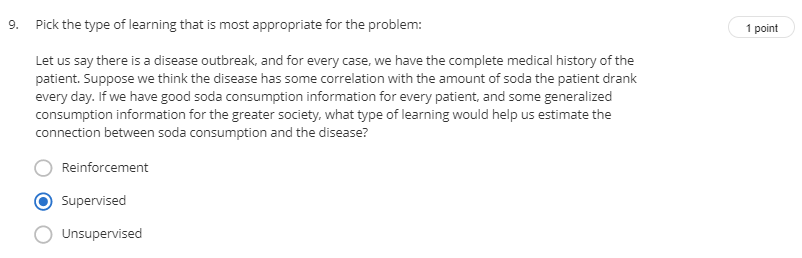 9. Pick the type of learning that is most appropriate for the problem:
1 point
Let us say there is a disease outbreak, and for every case, we have the complete medical history of the
patient. Suppose we think the disease has some correlation with the amount of soda the patient drank
every day. If we have good soda consumption information for every patient, and some generalized
consumption information for the greater society, what type of learning would help us estimate the
connection between soda consumption and the disease?
Reinforcement
Supervised
Unsupervised